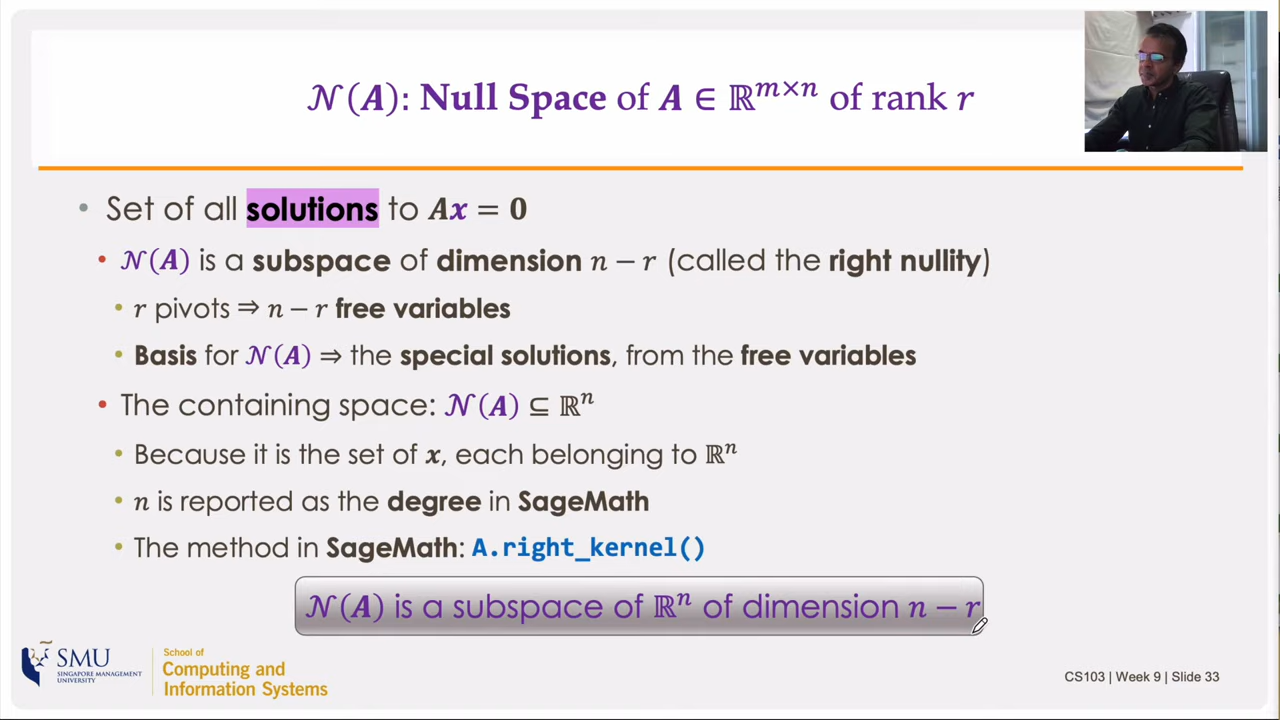 𝒩(A): Null Space of A ∈ ℝ^{m×n} of rank r
• Set of all solutions to Ax = 0
• 𝒩(A) is a subspace of dimension n − r (called the right nullity)
• r pivots ⇒ n − r free variables
• Basis for 𝒩(A) ⇒ the special solutions, from the free variables
• The containing space: 𝒩(A) ⊆ ℝⁿ
• Because it is the set of x, each belonging to ℝⁿ
• n is reported as the degree in SageMath
• The method in SageMath: A.right_kernel()
𝒩(A) is a subspace of ℝⁿ of dimension n − r
SMU
SINGAPORE MANAGEMENT
UNIVERSITY
School of
Computing and
Information Systems
CS103 | Week 9 | Slide 33